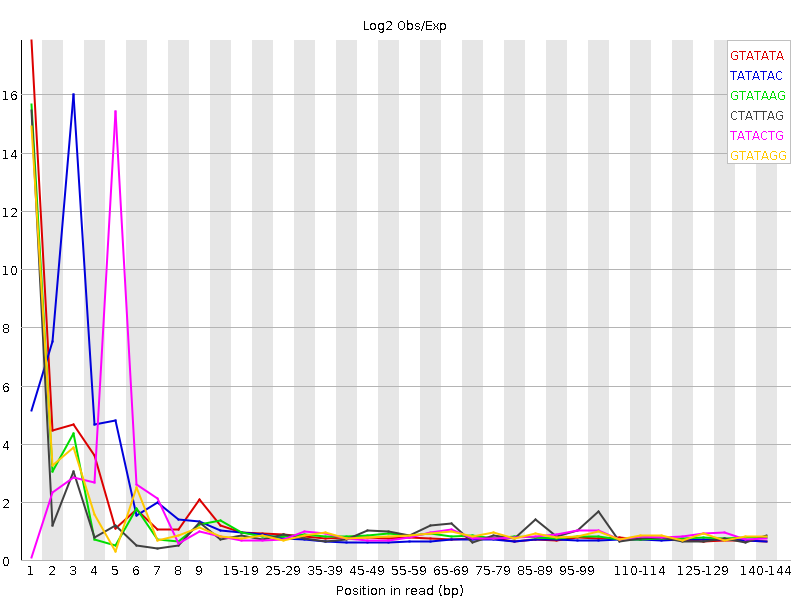 Log2 Obs/Exp
GTATATA
TATATAC
GTATAAG
CTATTAG
TATACTG
GTATAGG
16
14
12
10
8
6
4
2
0
1 2 3 4 5 6 7 8 9 15-19 25-29 35-39 45-49 55-59 65-69 75-79 85-89 95-99 110-114 125-129 140-144
Position in read (bp)